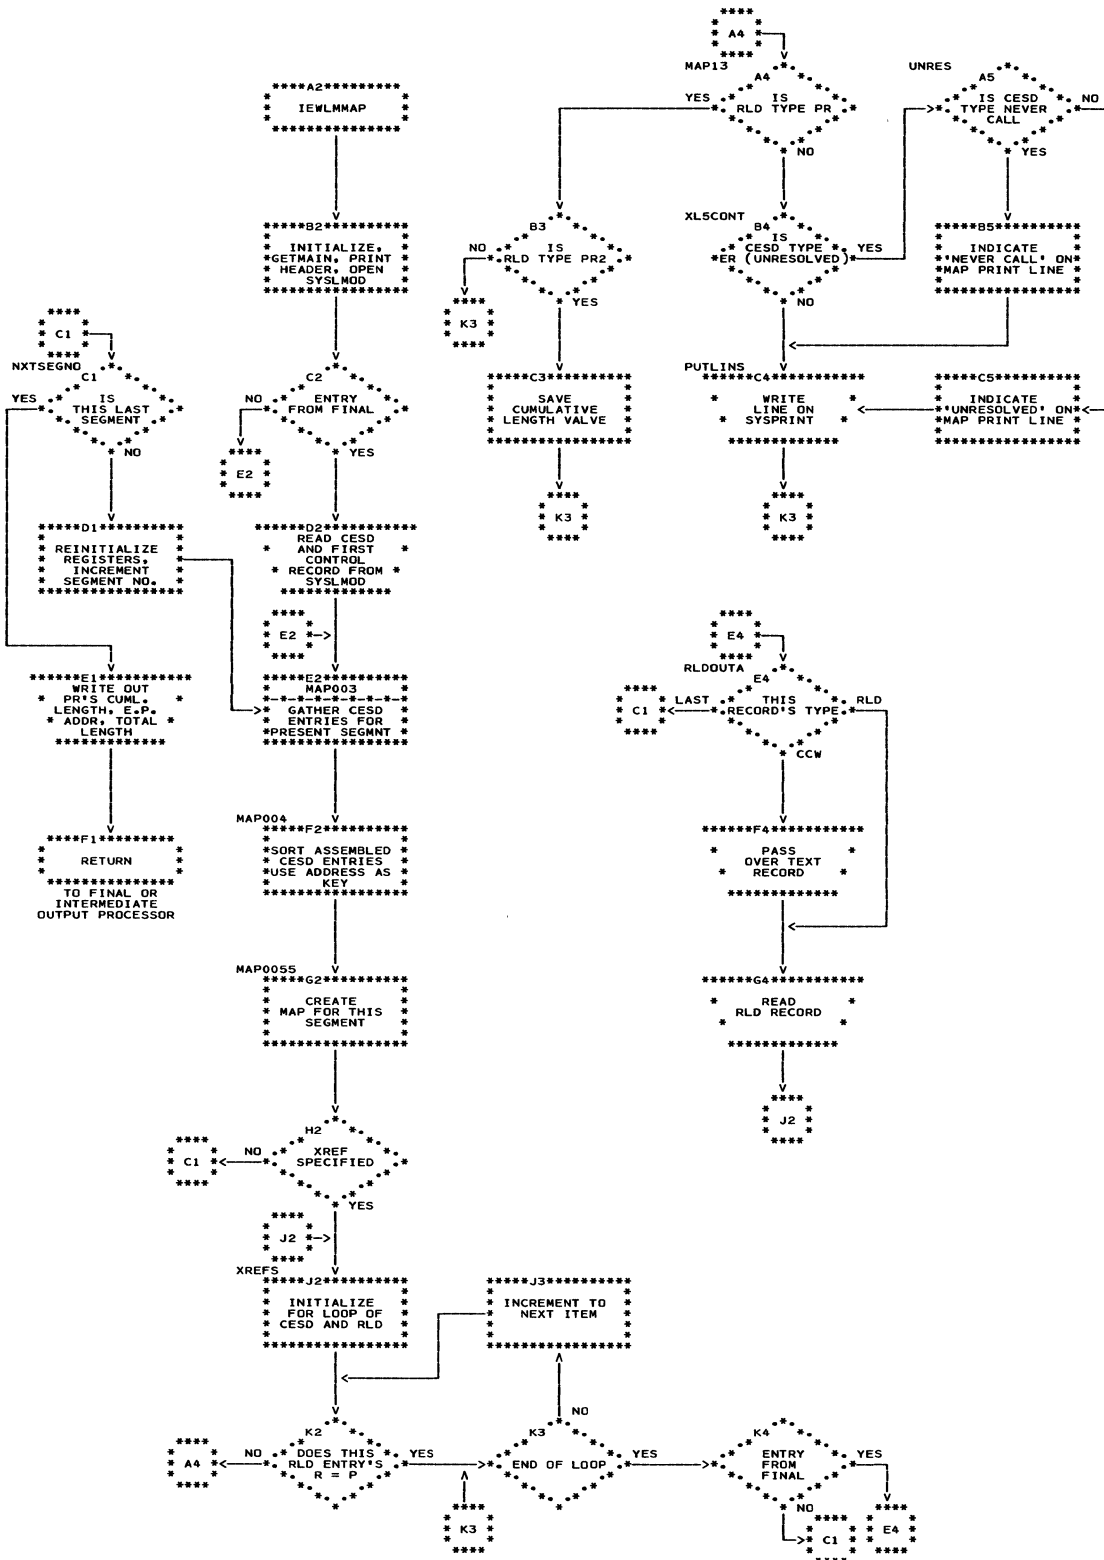 A4
MAP13
A4
IS
RLD TYPE PR
YES
NO
UNRES
A5
IS CESD
TYPE NEVER
CALL
NO
YES
A2
IEWLMMAP
B2
INITIALIZE,
GETMAIN, PRINT
HEADER, OPEN
SYSLMOD
B3
IS
RLD TYPE PR2
NO
YES
K3
XL5CONT
B4
IS
CESD TYPE
ER (UNRESOLVED)
YES
NO
B5
INDICATE
'NEVER CALL' ON
MAP PRINT LINE
C1
NXTSEGNO
C1
IS
THIS LAST
SEGMENT
YES
NO
C2
ENTRY
FROM FINAL
NO
YES
E2
C3
SAVE
CUMULATIVE
LENGTH VALVE
K3
PUTLINS
C4
WRITE
LINE ON
SYSPRINT
K3
C5
INDICATE
'UNRESOLVED' ON
MAP PRINT LINE
D1
REINITIALIZE
REGISTERS,
INCREMENT
SEGMENT NO.
D2
READ CESD
AND FIRST
CONTROL
RECORD FROM
SYSLMOD
E2
E1
WRITE OUT
PR'S CUML.
LENGTH, E.P.
ADDR, TOTAL
LENGTH
E2
MAP003
GATHER CESD
ENTRIES FOR
PRESENT SEGMNT
E4
RLDOUTA
E4
THIS
RECORD'S TYPE
LAST
RLD
CCW
C1
F1
RETURN
TO FINAL OR
INTERMEDIATE
OUTPUT PROCESSOR
MAP004
F2
SORT ASSEMBLED
CESD ENTRIES
USE ADDRESS AS
KEY
F4
PASS
OVER TEXT
RECORD
MAP0055
G2
CREATE
MAP FOR THIS
SEGMENT
G4
READ
RLD RECORD
J2
H2
XREF
SPECIFIED
NO
YES
C1
J2
XREFS
J2
INITIALIZE
FOR LOOP OF
CESD AND RLD
J3
INCREMENT TO
NEXT ITEM
K2
DOES THIS
RLD ENTRY'S
R = P
NO
YES
A4
K3
END OF LOOP
NO
YES
K3
K4
ENTRY
FROM
FINAL
YES
NO
C1
E4